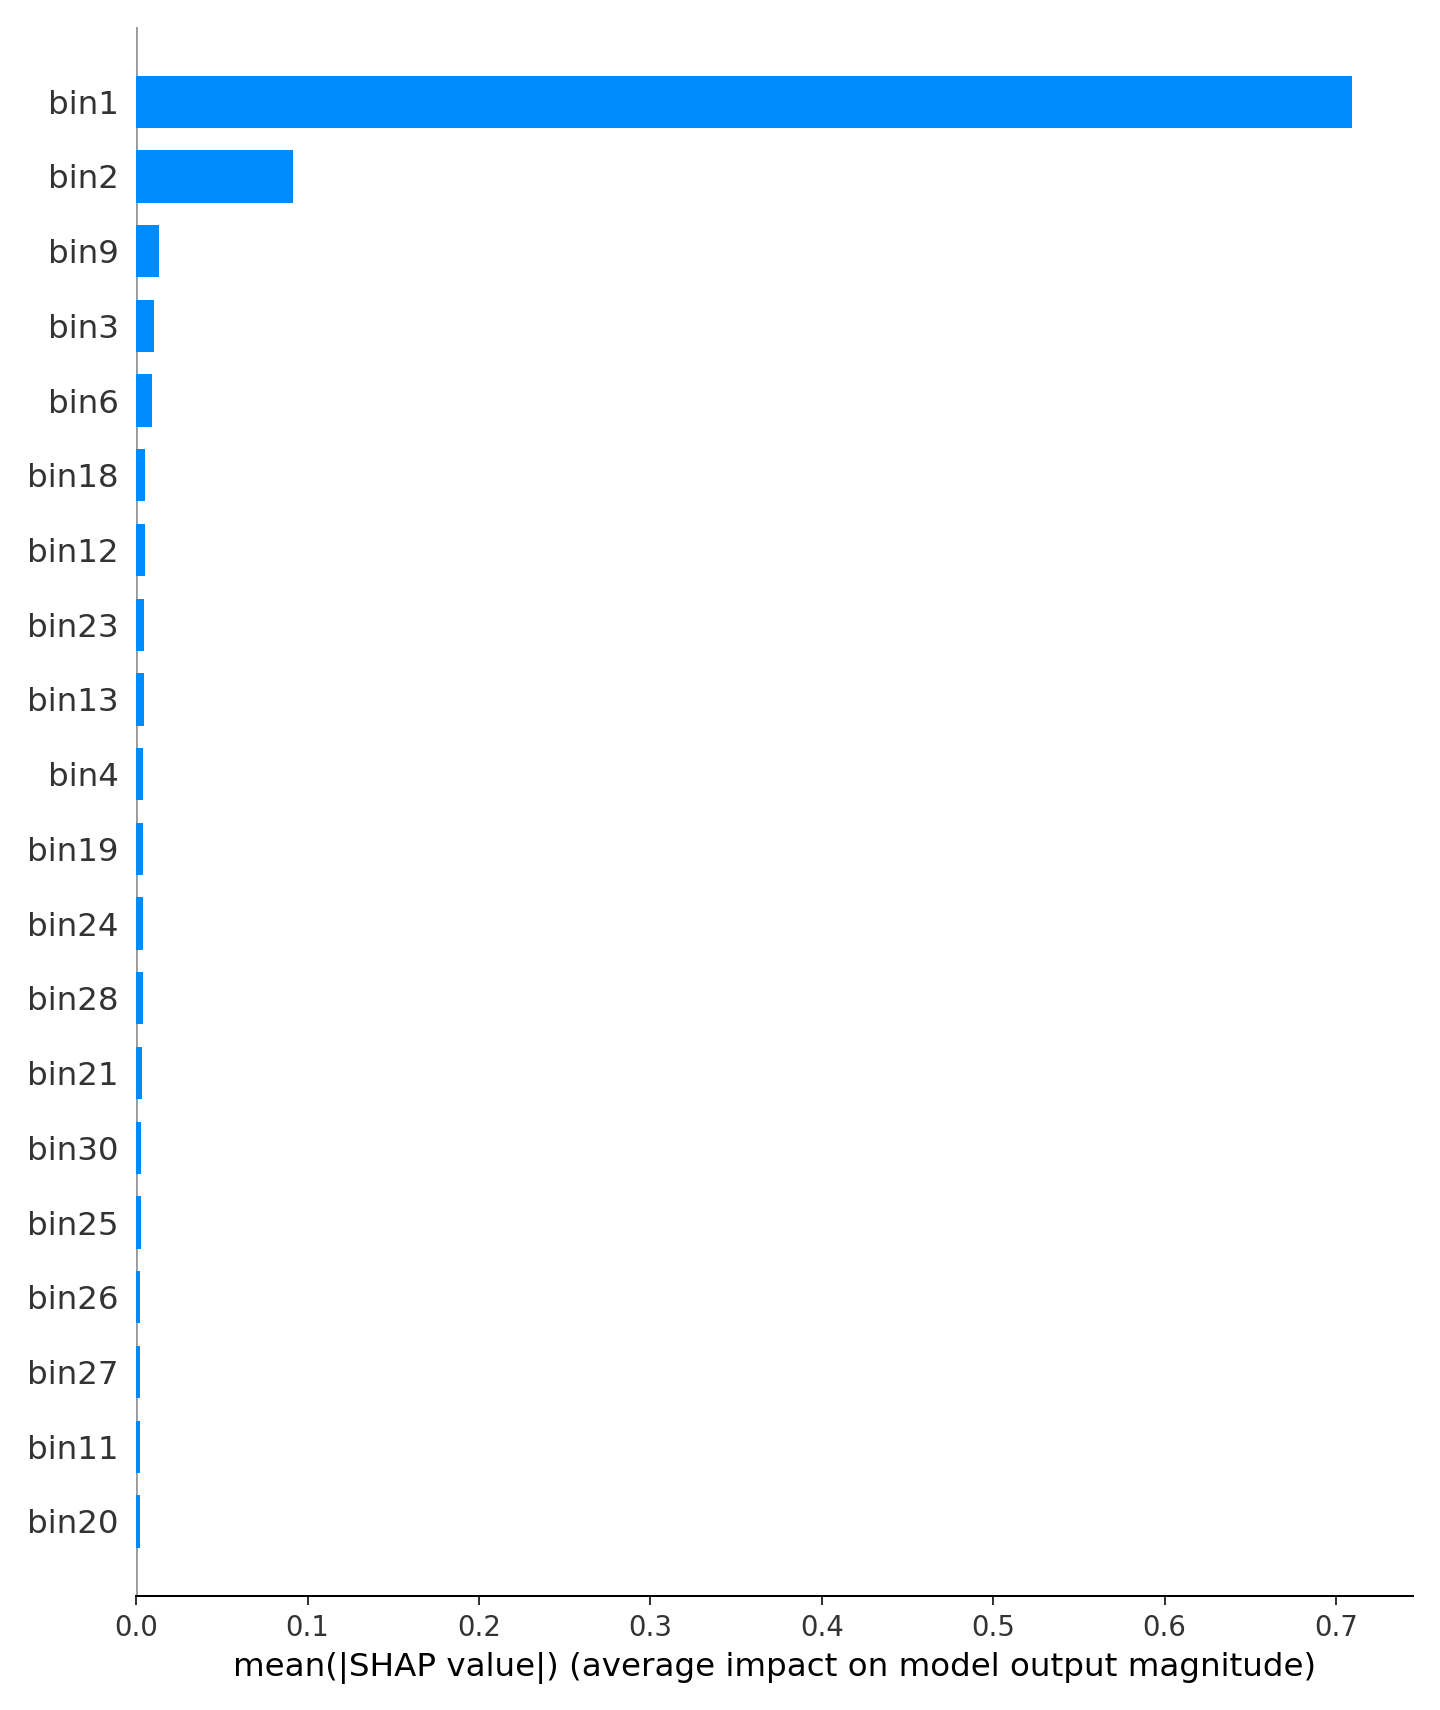 bin1
bin2
bin9
bin3
bin6
bin18
bin12
bin23
bin13
bin4
bin19
bin24
bin28
bin21
bin30
bin25
bin26
bin27
bin11
bin20
0.0 0.1 0.2 0.3 0.4 0.5 0.6 0.7
mean(|SHAP value|) (average impact on model output magnitude)